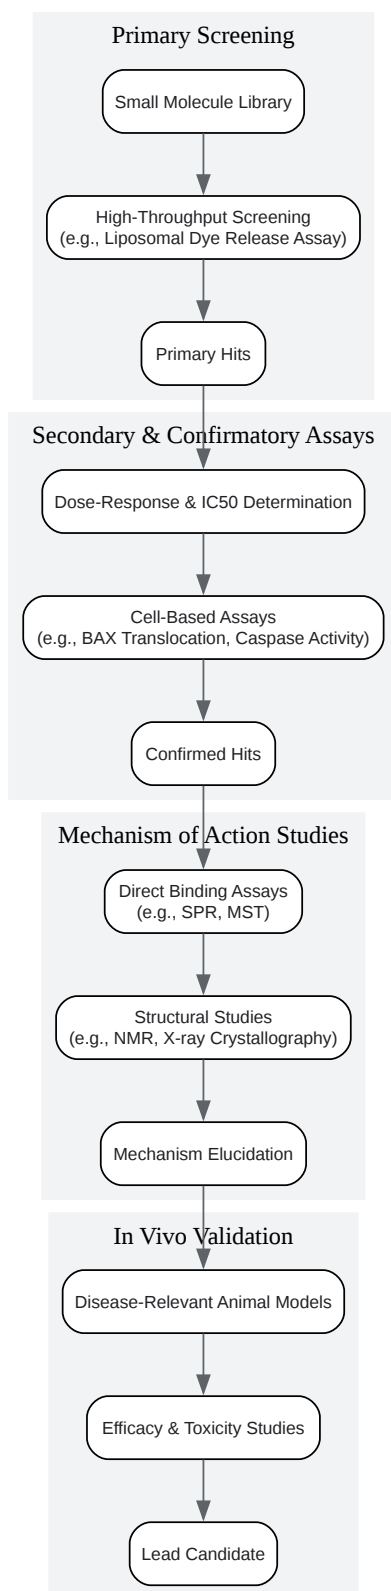 Primary Screening
Small Molecule Library
High-Throughput Screening
(e.g., Liposomal Dye Release Assay)
Primary Hits
Secondary & Confirmatory Assays
Dose-Response & IC50 Determination
Cell-Based Assays
(e.g., BAX Translocation, Caspase Activity)
Confirmed Hits
Mechanism of Action Studies
Direct Binding Assays
(e.g., SPR, MST)
Structural Studies
(e.g., NMR, X-ray Crystallography)
Mechanism Elucidation
In Vivo Validation
Disease-Relevant Animal Models
Efficacy & Toxicity Studies
Lead Candidate